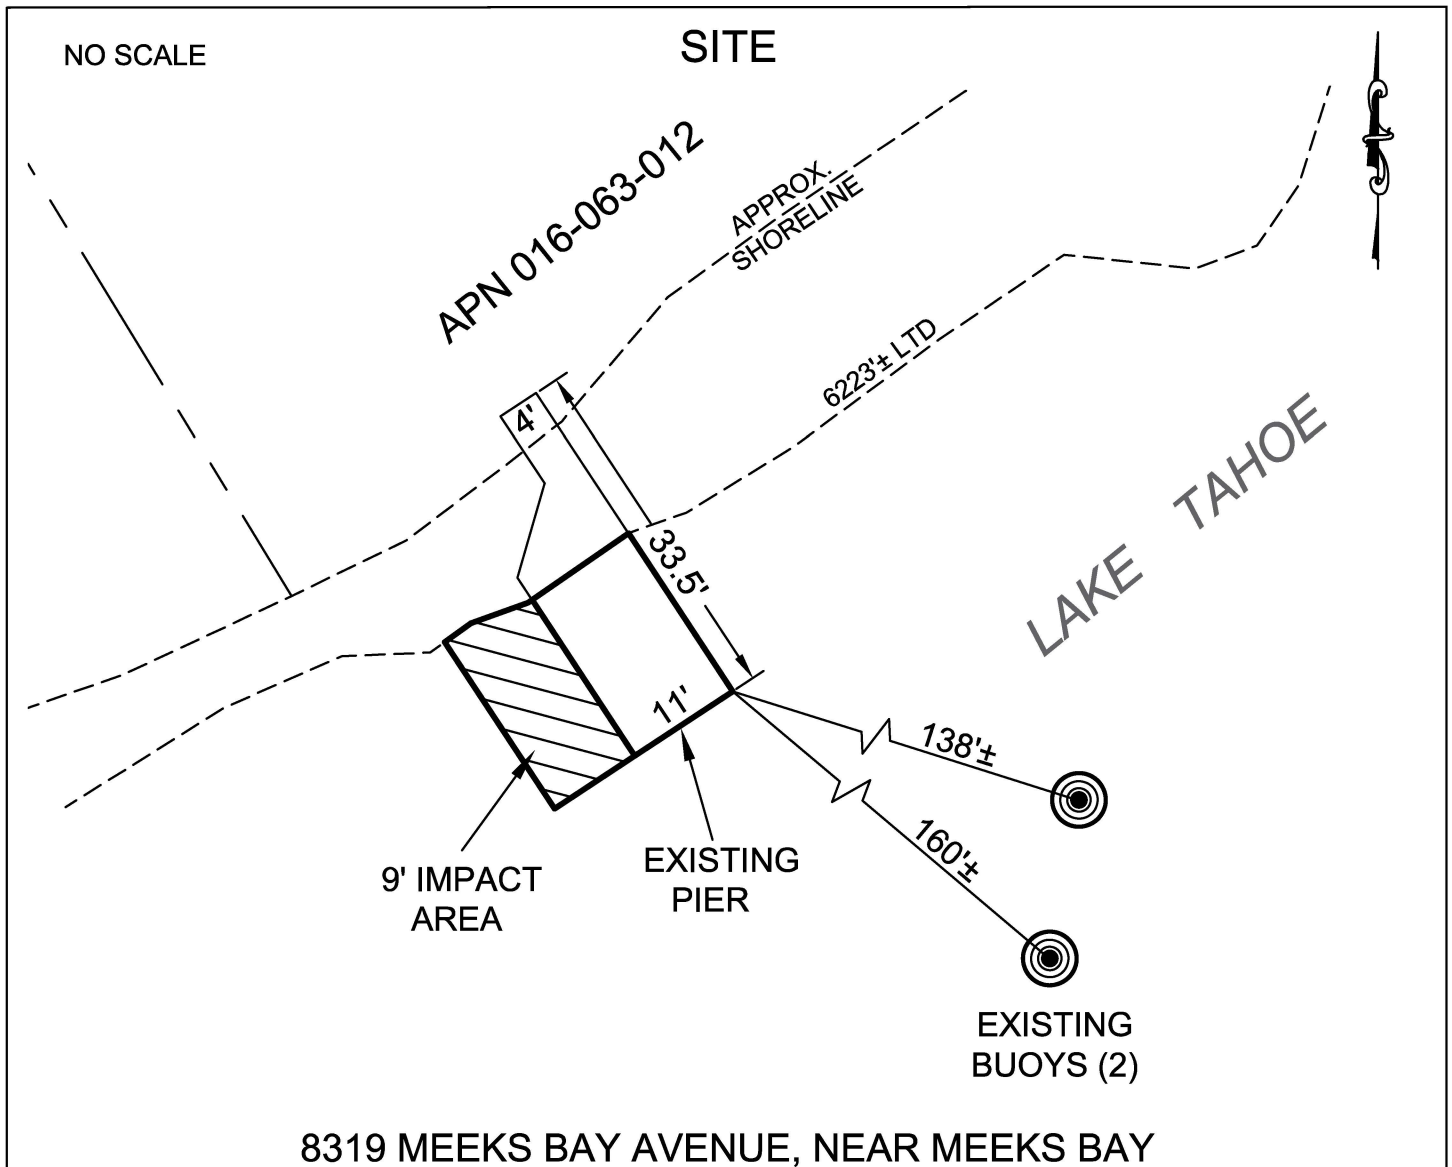 NO SCALE
SITE
APN 016-063-012
APPROX.
SHORELINE
6223'± LTD
4'
33.5'
LAKE TAHOE
11'
138'±
160'±
9' IMPACT
AREA
EXISTING
PIER
EXISTING
BUOYS (2)
8319 MEEKS BAY AVENUE, NEAR MEEKS BAY